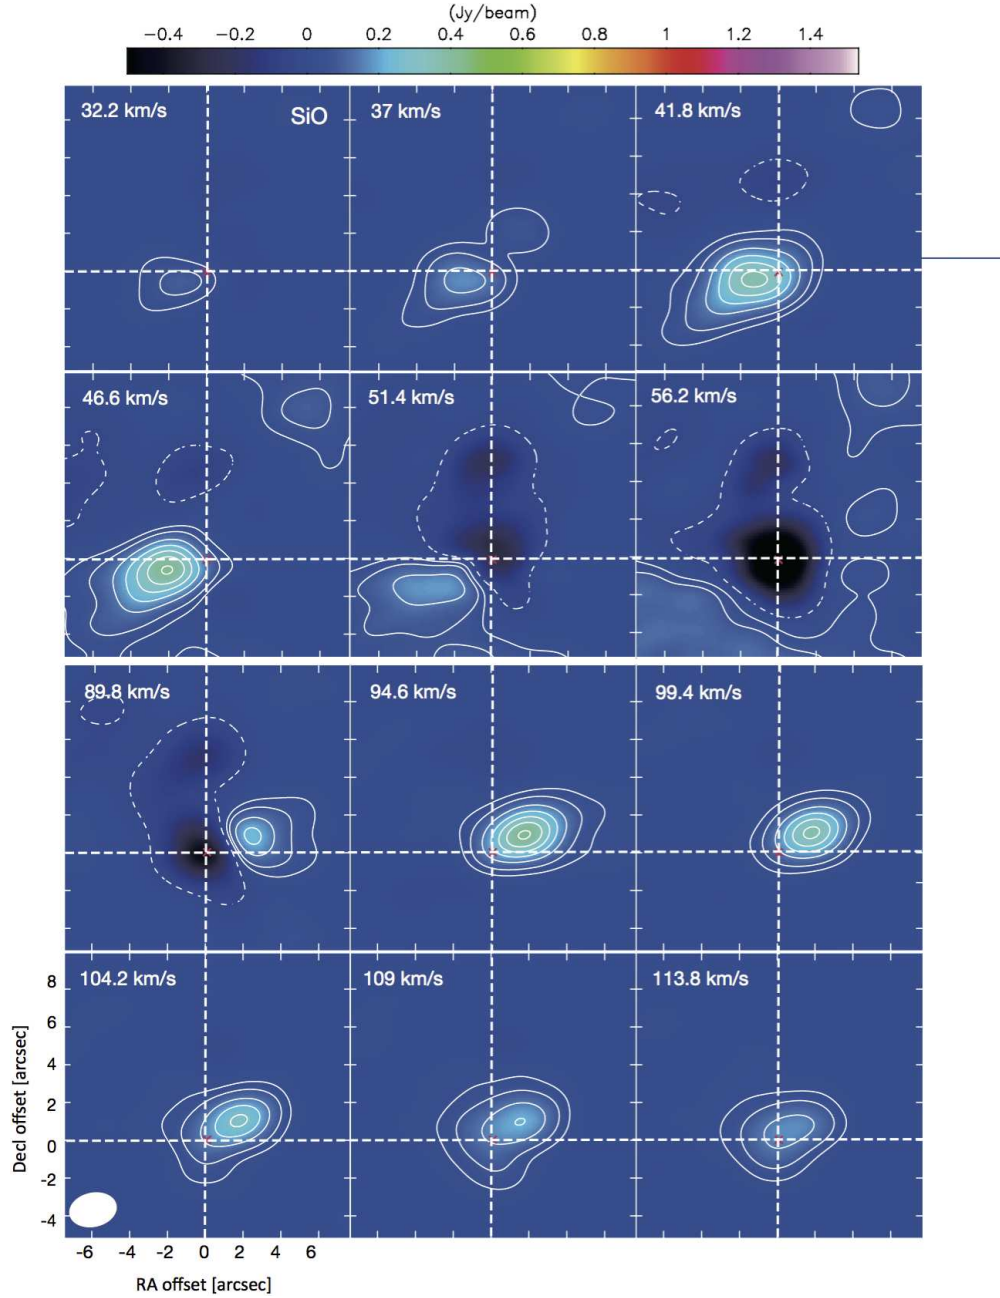 (Jy/beam)
−0.4 −0.2 0 0.2 0.4 0.6 0.8 1 1.2 1.4
32.2 km/s SiO 37 km/s 41.8 km/s
46.6 km/s 51.4 km/s 56.2 km/s
89.8 km/s 94.6 km/s 99.4 km/s
104.2 km/s 109 km/s 113.8 km/s
8
6
4
2
0
-2
-4
Decl offset [arcsec]
-6 -4 -2 0 2 4 6
RA offset [arcsec]